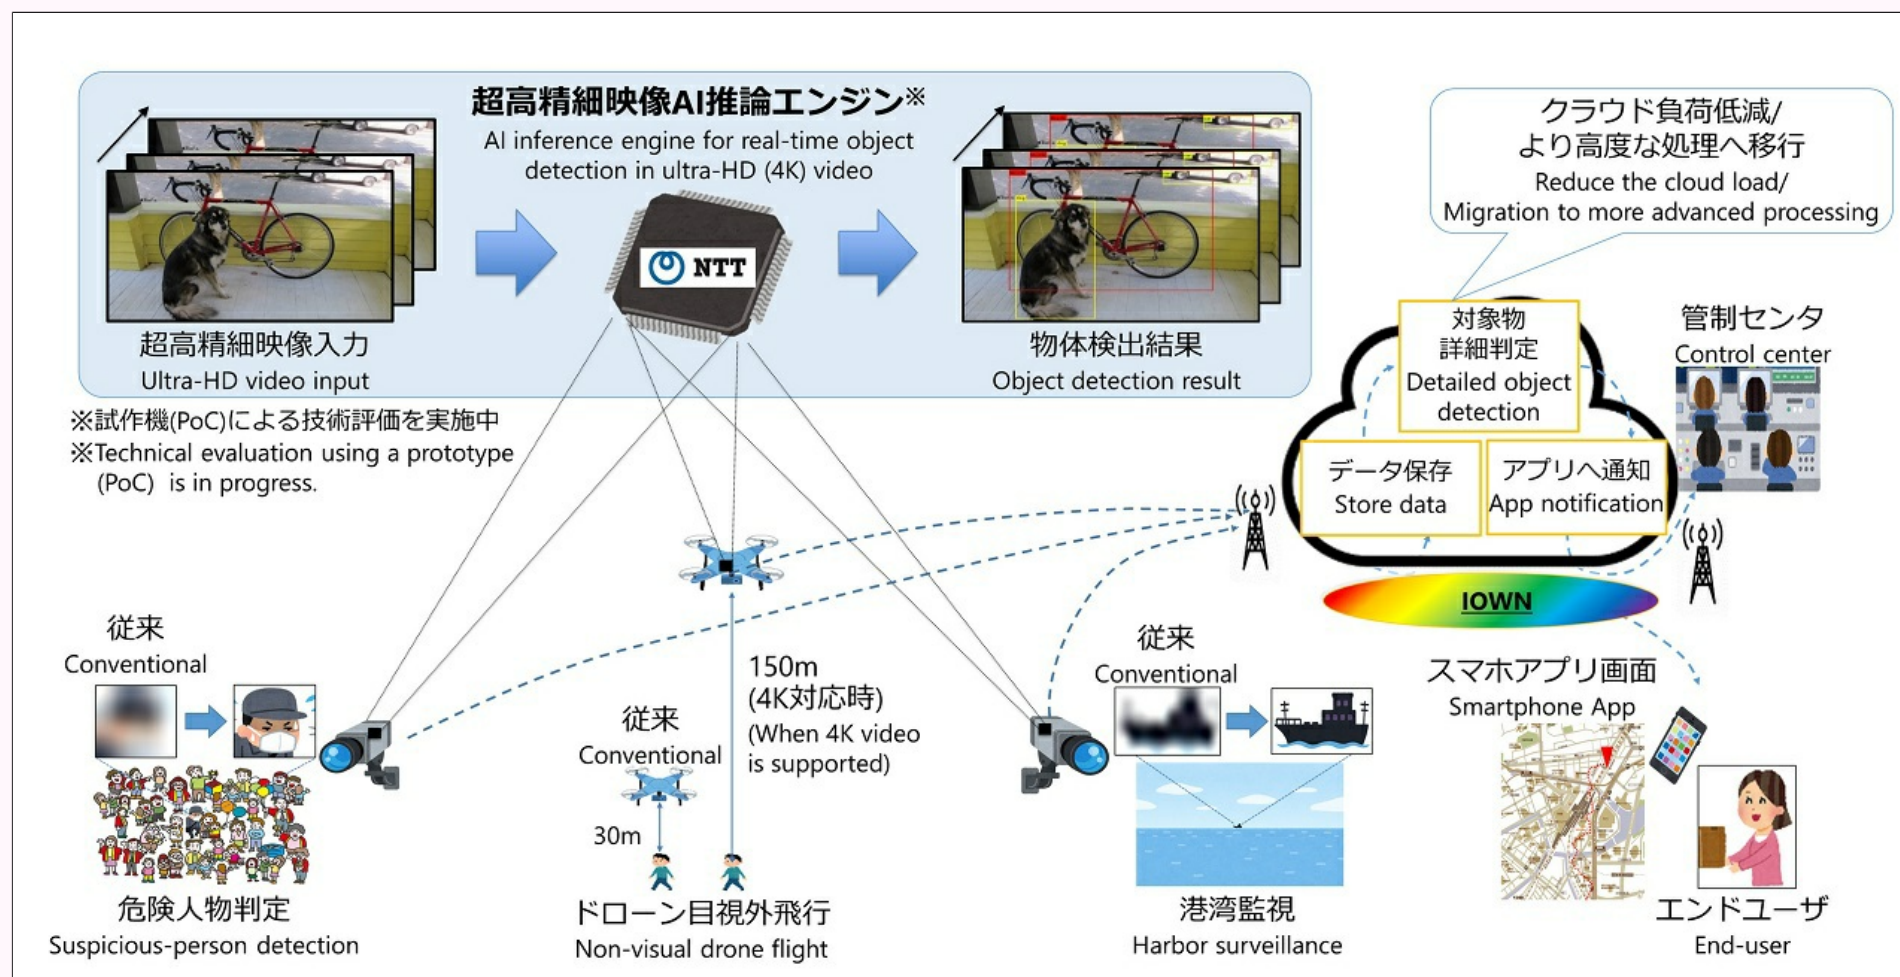 超高精細映像AI推論エンジン※
AI inference engine for real-time object
detection in ultra-HD (4K) video
NTT
超高精細映像入力
Ultra-HD video input
物体検出結果
Object detection result
※試作機(PoC)による技術評価を実施中
※Technical evaluation using a prototype
(PoC) is in progress.
クラウド負荷低減/
より高度な処理へ移行
Reduce the cloud load/
Migration to more advanced processing
対象物
詳細判定
Detailed object
detection
データ保存
Store data
アプリへ通知
App notification
管制センタ
Control center
IOWN
従来
Conventional
危険人物判定
Suspicious-person detection
従来
Conventional
30m
150m
(4K対応時)
(When 4K video
is supported)
ドローン目視外飛行
Non-visual drone flight
従来
Conventional
港湾監視
Harbor surveillance
スマホアプリ画面
Smartphone App
エンドユーザ
End-user